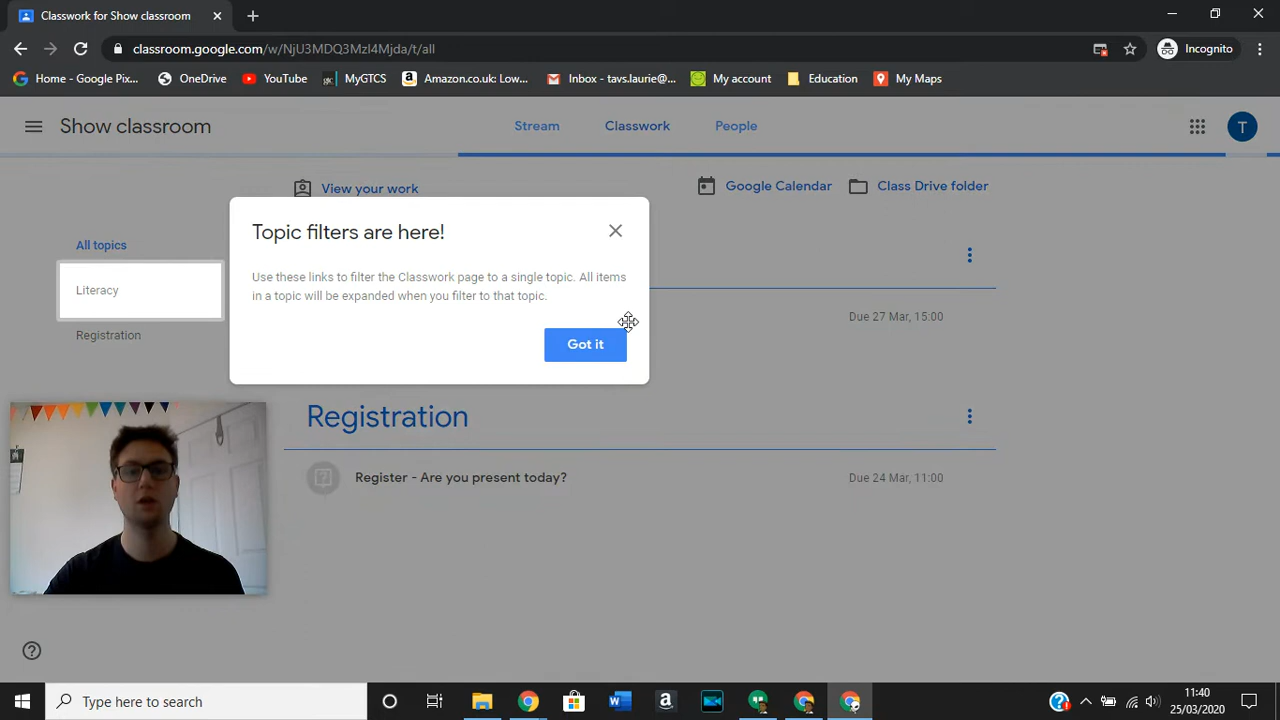 Classwork for Show classroom
classroom.google.com/w/NjU3MDQ3MzI4Mjda/t/all
Incognito
Home - Google Pix...
OneDrive
YouTube
MyGTCS
Amazon.co.uk: Low...
Inbox - tavs.laurie@...
My account
Education
My Maps
Show classroom
Stream
Classwork
People
T
View your work
Google Calendar
Class Drive folder
Topic filters are here!
Use these links to filter the Classwork page to a single topic. All items
in a topic will be expanded when you filter to that topic.
Got it
All topics
Literacy
Registration
Due 27 Mar, 15:00
Registration
Register - Are you present today?
Due 24 Mar, 11:00
Type here to search
11:40
25/03/2020